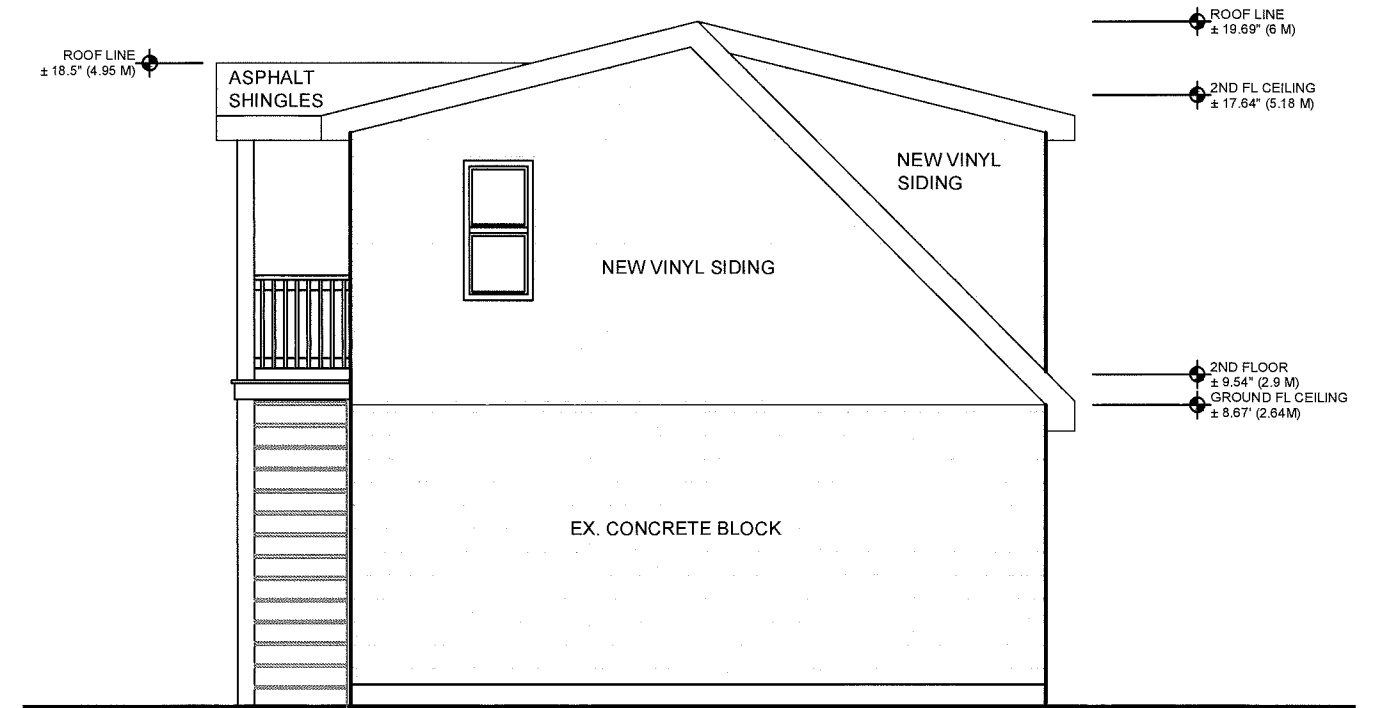 ROOF LINE
± 19.69" (6 M)
ROOF LINE
± 18.5" (4.95 M)
ASPHALT
SHINGLES
2ND FL CEILING
± 17.64" (5.18 M)
NEW VINYL
SIDING
NEW VINYL SIDING
2ND FLOOR
± 9.54" (2.9 M)
GROUND FL CEILING
± 8.67' (2.64M)
EX. CONCRETE BLOCK